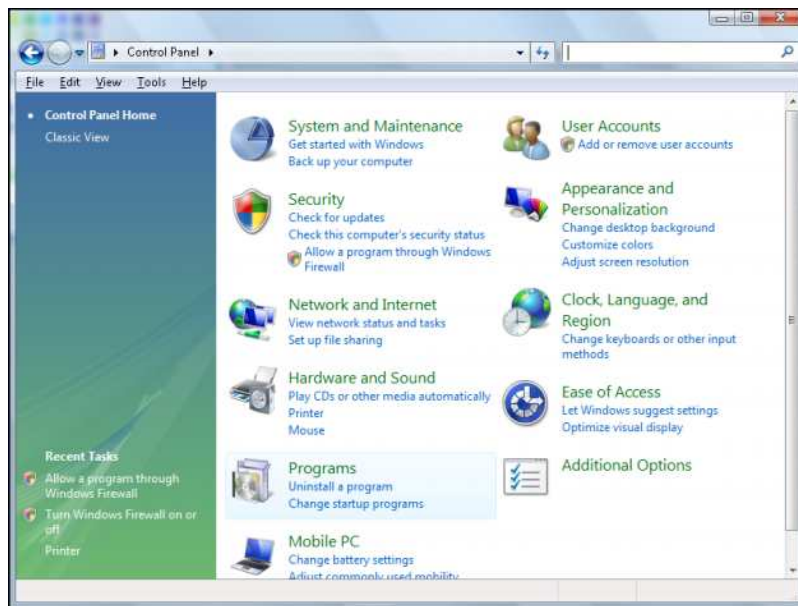 Control Panel
File Edit View Tools Help
Control Panel Home
Classic View
Recent Tasks
Allow a program through
Windows Firewall
Turn Windows Firewall on or
off
Printer
System and Maintenance
Get started with Windows
Back up your computer
Security
Check for updates
Check this computer's security status
Allow a program through Windows
Firewall
Network and Internet
View network status and tasks
Set up file sharing
Hardware and Sound
Play CDs or other media automatically
Printer
Mouse
Programs
Uninstall a program
Change startup programs
Mobile PC
Change battery settings
Adjust commonly used mobility
User Accounts
Add or remove user accounts
Appearance and
Personalization
Change desktop background
Customize colors
Adjust screen resolution
Clock, Language, and
Region
Change keyboards or other input
methods
Ease of Access
Let Windows suggest settings
Optimize visual display
Additional Options